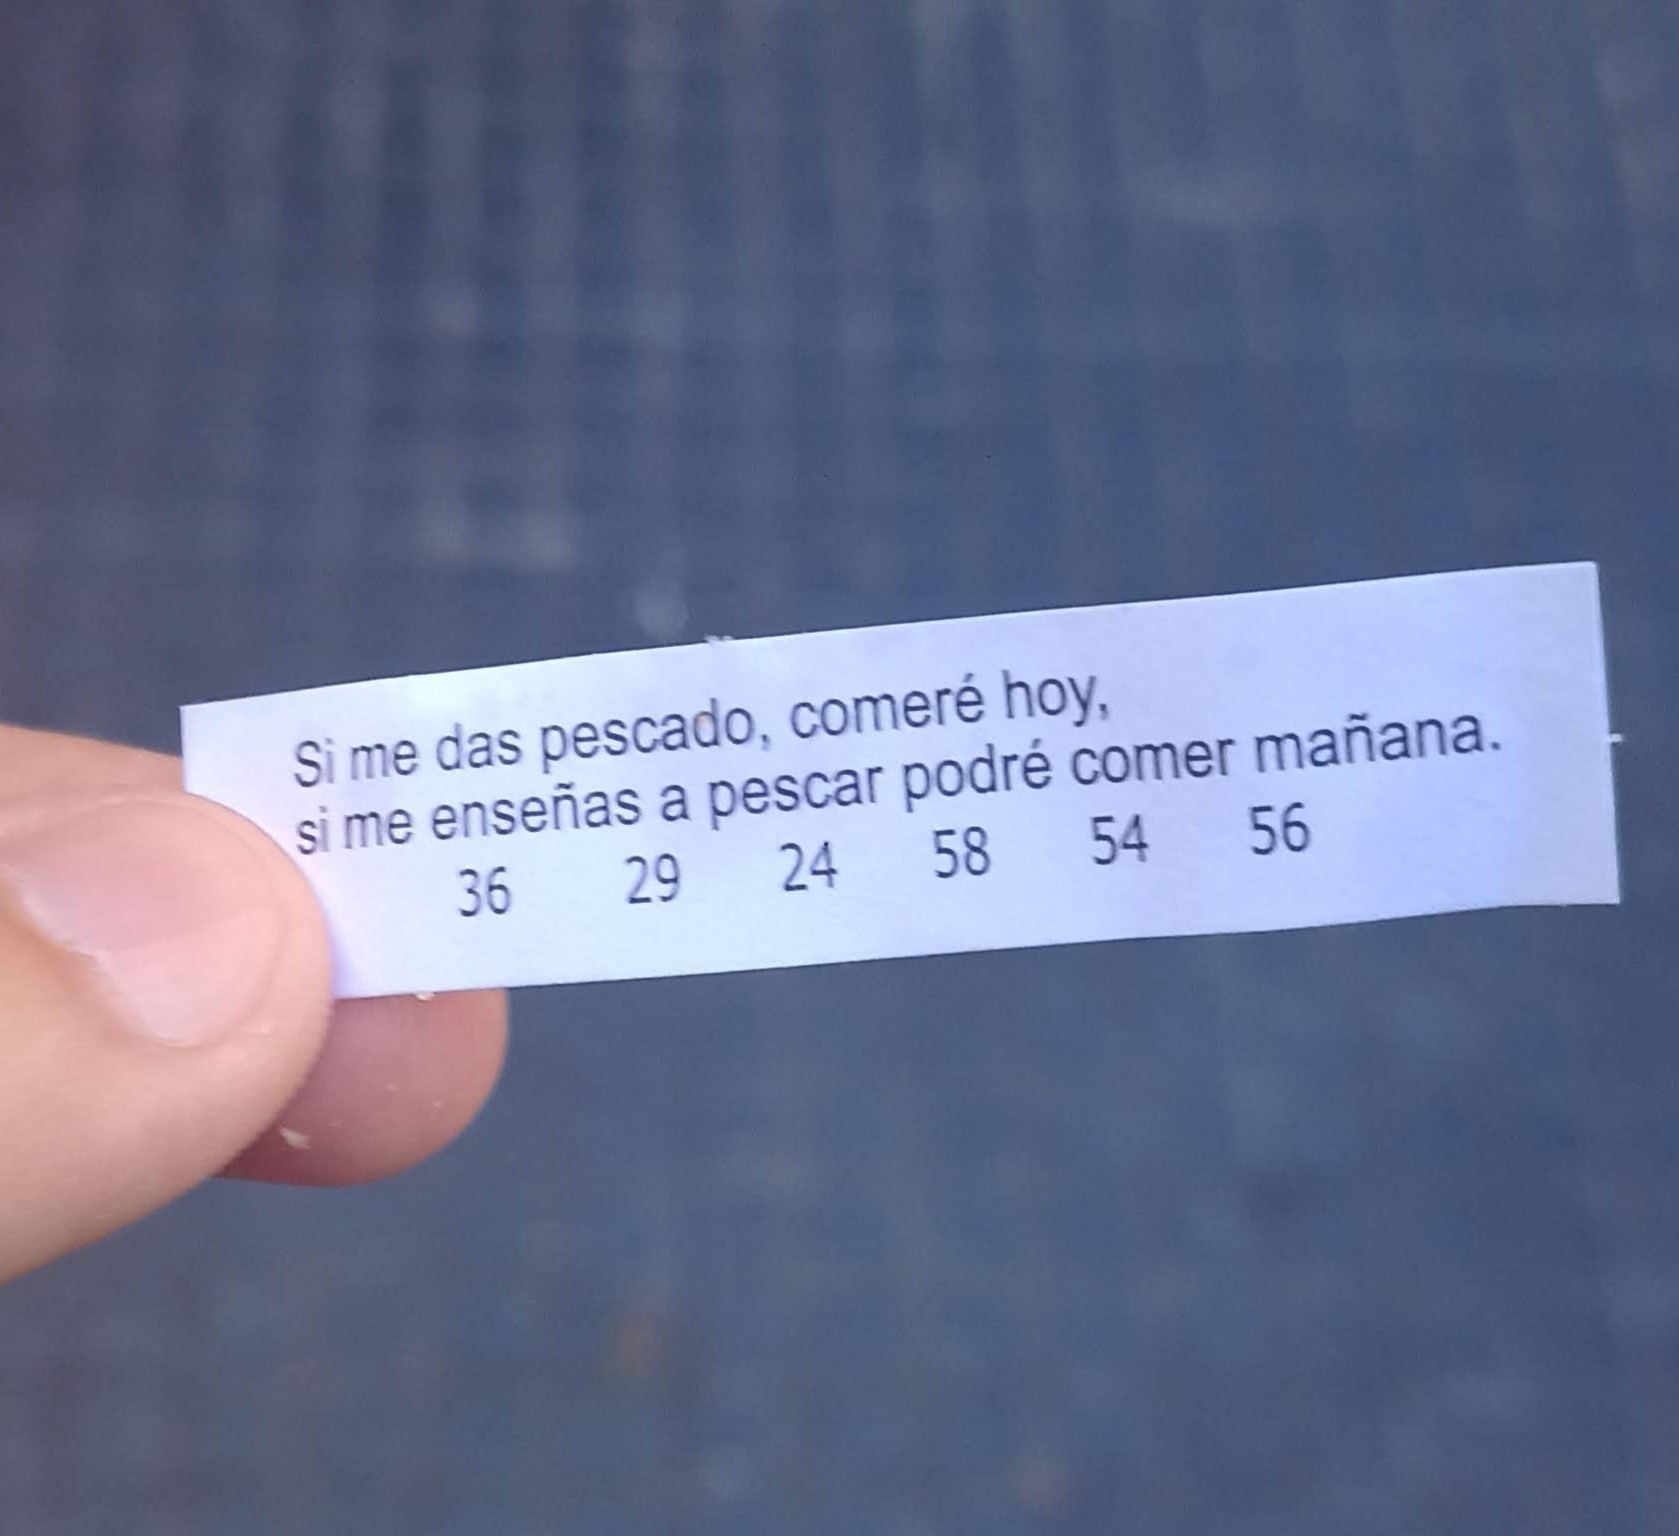 Si me das pescado, comeré hoy,
si me enseñas a pescar podré comer mañana.
36 29 24 58 54 56